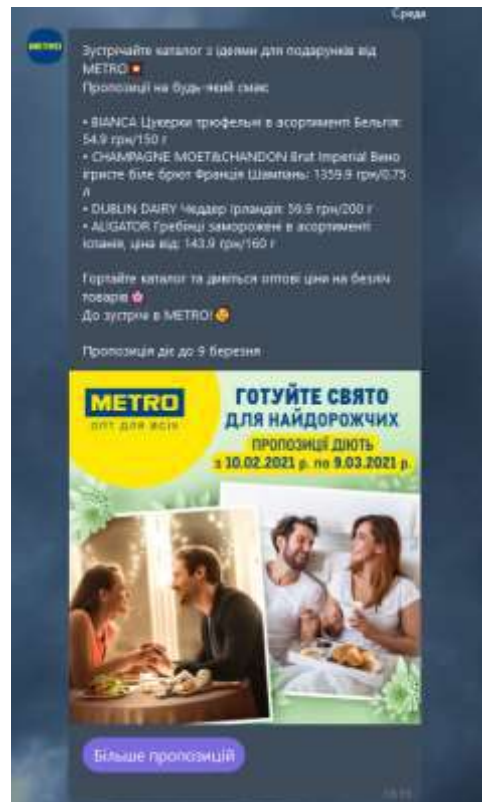 Среда
METRO
Зустрічайте каталог з ідеями для подарунків від
METRO
Пропозиції на будь-який смак:
• BIANCA Цукерки трюфельні в асортименті Бельгія:
54.9 грн/150 г
• CHAMPAGNE MOET&CHANDON Brut Imperial Вино
ігристе біле брют Франція Шампань: 1359.9 грн/0.75
л
• DUBLIN DAIRY Чеддер Ірландія: 59.9 грн/200 г
• ALIGATOR Гребінці заморожені в асортименті
Іспанія, ціна від: 143.9 грн/160 г
Гортайте каталог та дивіться оптові ціни на безліч
товарів
До зустрічі в METRO!
Пропозиція діє до 9 березня
METRO
ОПТ ДЛЯ ВСІХ
ГОТУЙТЕ СВЯТО
ДЛЯ НАЙДОРОЖЧИХ
ПРОПОЗИЦІЇ ДІЮТЬ
з 10.02.2021 р. по 9.03.2021 р.
Більше пропозицій